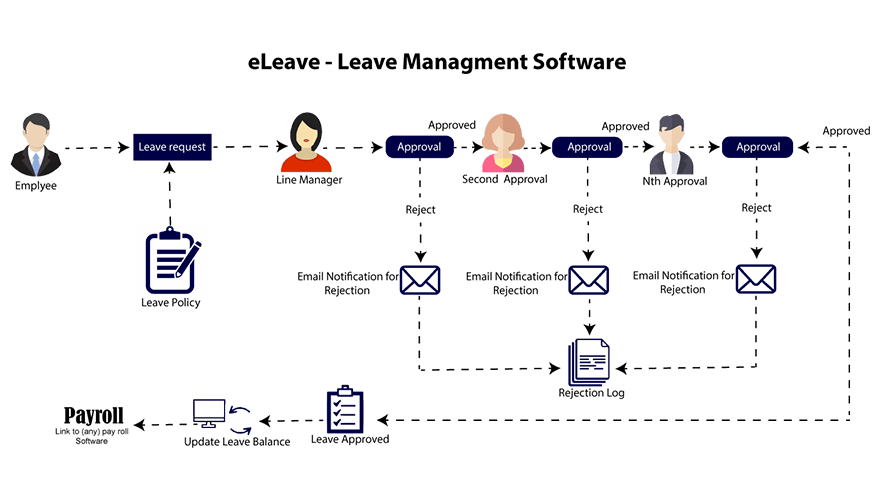 eLeave - Leave Managment Software
Approved
Approved
Approved
Leave request
Approval
Approval
Approval
Emplyee
Line Manager
Second Approval
Nth Approval
Reject
Reject
Reject
Email Notification for
Rejection
Email Notification for
Rejection
Email Notification for
Rejection
Leave Policy
Rejection Log
Payroll
Link to (any) pay roll
Software
Update Leave Balance
Leave Approved